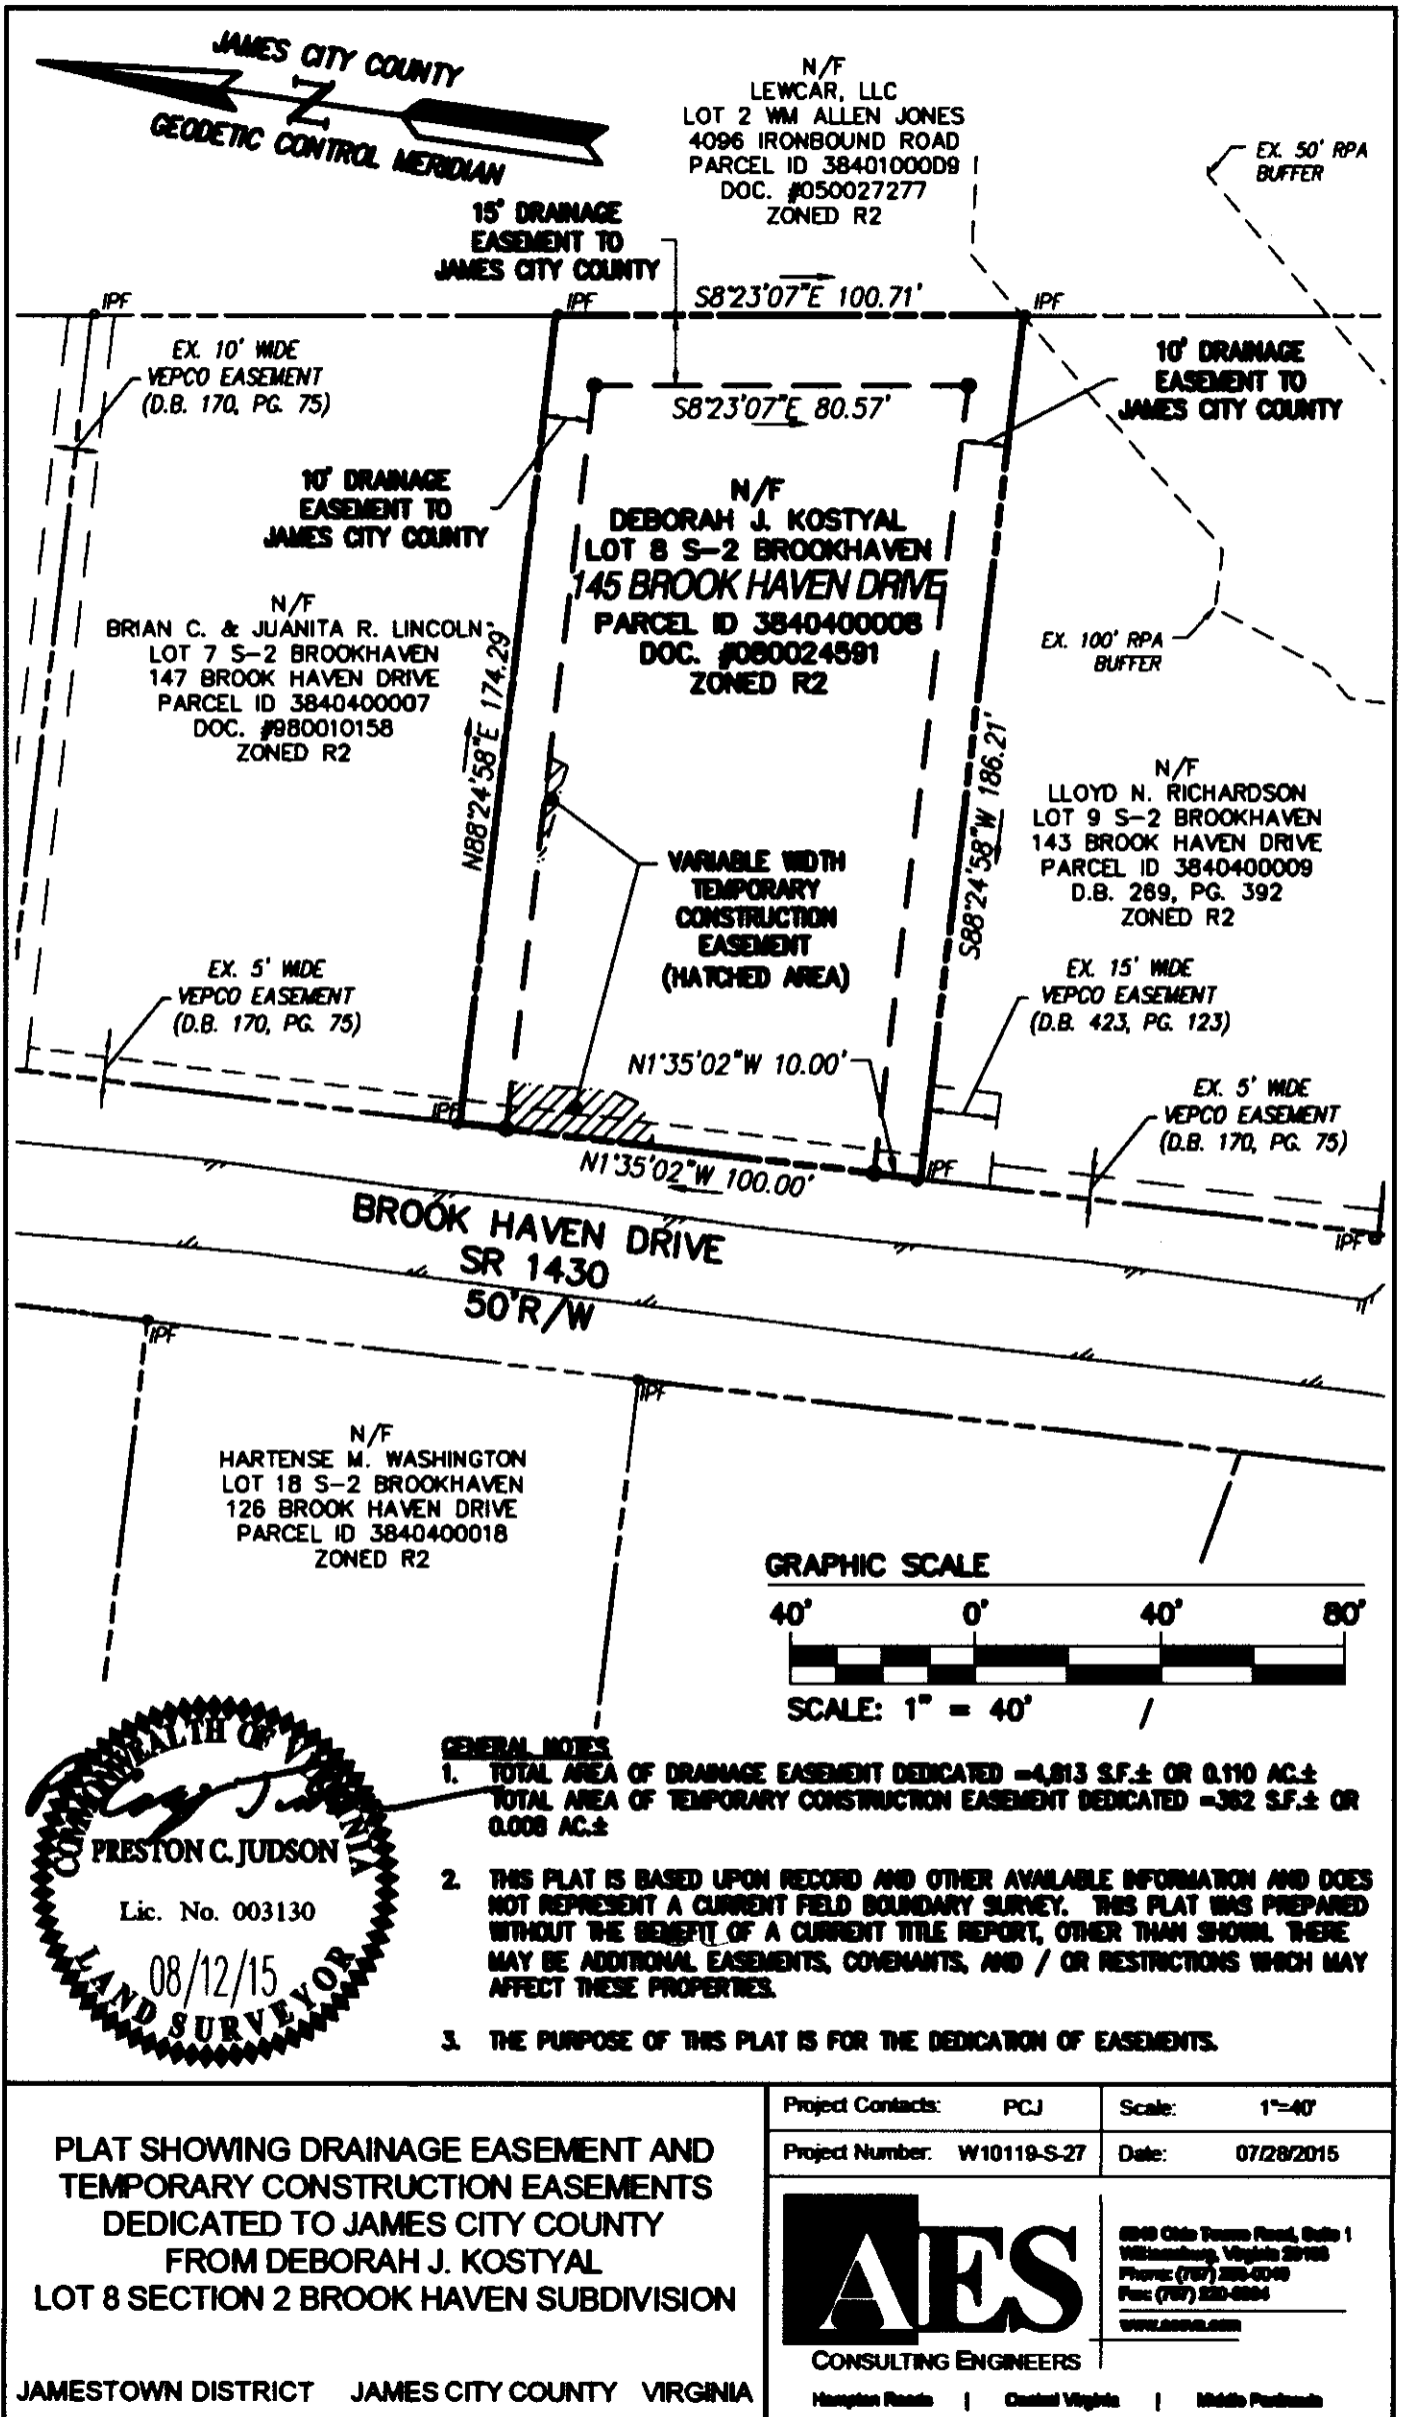 JAMES CITY COUNTY
N
GEODETIC CONTROL MERIDIAN
N/F
LEWCAR, LLC
LOT 2 WM ALLEN JONES
4096 IRONBOUND ROAD
PARCEL ID 38401000D9
DOC. #050027277
ZONED R2
EX. 50' RPA
BUFFER
15' DRAINAGE
EASEMENT TO
JAMES CITY COUNTY
S8°23'07"E 100.71'
IPF
IPF
IPF
EX. 10' WIDE
VEPCO EASEMENT
(D.B. 170, PG. 75)
10' DRAINAGE
EASEMENT TO
JAMES CITY COUNTY
S8°23'07"E 80.57'
10' DRAINAGE
EASEMENT TO
JAMES CITY COUNTY
N/F
DEBORAH J. KOSTYAL
LOT 8 S-2 BROOKHAVEN
145 BROOK HAVEN DRIVE
PARCEL ID 3840400008
DOC. #080024591
ZONED R2
N/F
BRIAN C. & JUANITA R. LINCOLN
LOT 7 S-2 BROOKHAVEN
147 BROOK HAVEN DRIVE
PARCEL ID 3840400007
DOC. #980010158
ZONED R2
N88°24'58"E 174.29'
EX. 100' RPA
BUFFER
S88°24'58"W 186.21'
N/F
LLOYD N. RICHARDSON
LOT 9 S-2 BROOKHAVEN
143 BROOK HAVEN DRIVE
PARCEL ID 3840400009
D.B. 269, PG. 392
ZONED R2
VARIABLE WIDTH
TEMPORARY
CONSTRUCTION
EASEMENT
(HATCHED AREA)
EX. 5' WIDE
VEPCO EASEMENT
(D.B. 170, PG. 75)
EX. 15' WIDE
VEPCO EASEMENT
(D.B. 423, PG. 123)
N1°35'02"W 10.00'
EX. 5' WIDE
VEPCO EASEMENT
(D.B. 170, PG. 75)
IPF
N1°35'02"W 100.00'
IPF
IPF
BROOK HAVEN DRIVE
SR 1430
50'R/W
IPF
IPF
N/F
HARTENSE M. WASHINGTON
LOT 18 S-2 BROOKHAVEN
126 BROOK HAVEN DRIVE
PARCEL ID 3840400018
ZONED R2
GRAPHIC SCALE
40' 0' 40' 80'
SCALE: 1" = 40'
COMMONWEALTH OF VIRGINIA
PRESTON C. JUDSON
Lic. No. 003130
08/12/15
LAND SURVEYOR
GENERAL NOTES
1. TOTAL AREA OF DRAINAGE EASEMENT DEDICATED =4,813 S.F.± OR 0.110 AC.±
TOTAL AREA OF TEMPORARY CONSTRUCTION EASEMENT DEDICATED =362 S.F.± OR
0.008 AC.±
2. THIS PLAT IS BASED UPON RECORD AND OTHER AVAILABLE INFORMATION AND DOES
NOT REPRESENT A CURRENT FIELD BOUNDARY SURVEY. THIS PLAT WAS PREPARED
WITHOUT THE BENEFIT OF A CURRENT TITLE REPORT, OTHER THAN SHOWN. THERE
MAY BE ADDITIONAL EASEMENTS, COVENANTS, AND / OR RESTRICTIONS WHICH MAY
AFFECT THESE PROPERTIES.
3. THE PURPOSE OF THIS PLAT IS FOR THE DEDICATION OF EASEMENTS.
PLAT SHOWING DRAINAGE EASEMENT AND
TEMPORARY CONSTRUCTION EASEMENTS
DEDICATED TO JAMES CITY COUNTY
FROM DEBORAH J. KOSTYAL
LOT 8 SECTION 2 BROOK HAVEN SUBDIVISION
JAMESTOWN DISTRICT JAMES CITY COUNTY VIRGINIA
Project Contacts: PCJ
Scale: 1"=40'
Project Number: W10119-S-27
Date: 07/28/2015
AES
CONSULTING ENGINEERS
Olde Towne Road, Suite 1
Williamsburg, Virginia
Phone: (757)
Fax: (757)
Hampton Roads | Central Virginia | Middle Peninsula